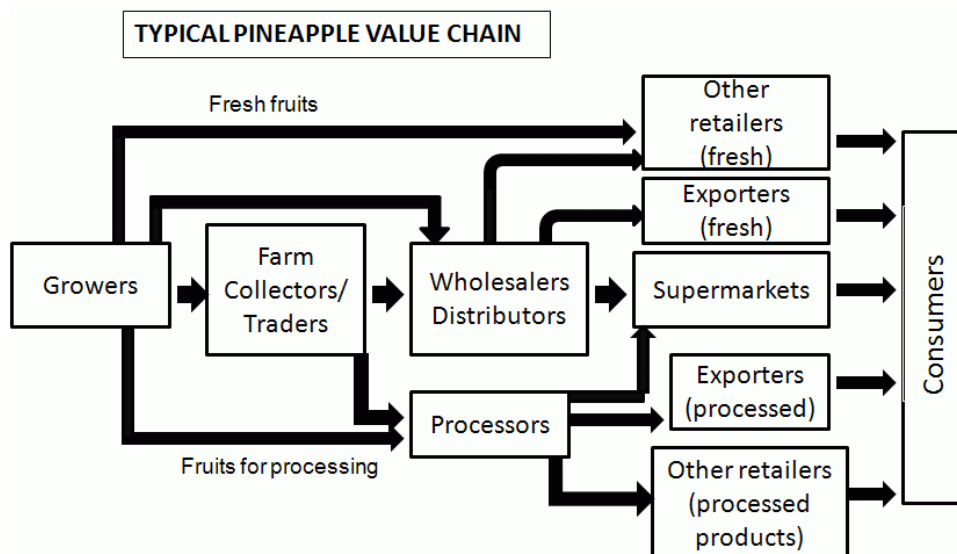 TYPICAL PINEAPPLE VALUE CHAIN
Fresh fruits
Other
retailers
(fresh)
Exporters
(fresh)
Growers
Farm
Collectors/
Traders
Wholesalers
Distributors
Supermarkets
Consumers
Exporters
(processed)
Processors
Fruits for processing
Other retailers
(processed
products)